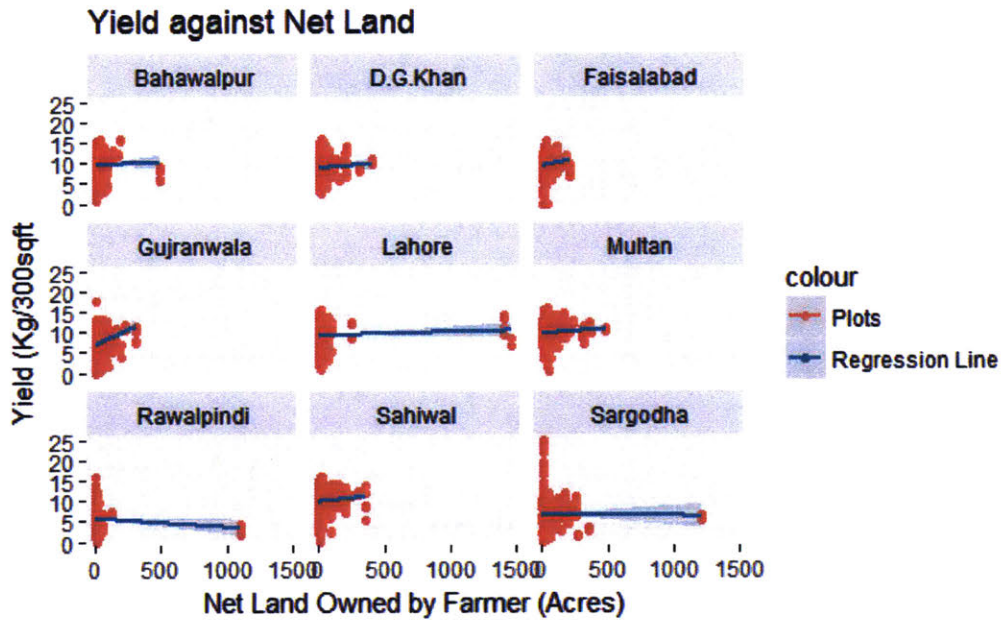 Yield against Net Land
Bahawalpur D.G.Khan Faisalabad
25
20
15
10
5
0
Gujranwala Lahore Multan
25
20
15
10
5
0
Rawalpindi Sahiwal Sargodha
25
20
15
10
5
0
0 500 1000 1500 0 500 1000 1500 0 500 1000 1500
Net Land Owned by Farmer (Acres)
Yield (Kg/300sqft)
colour
Plots
Regression Line